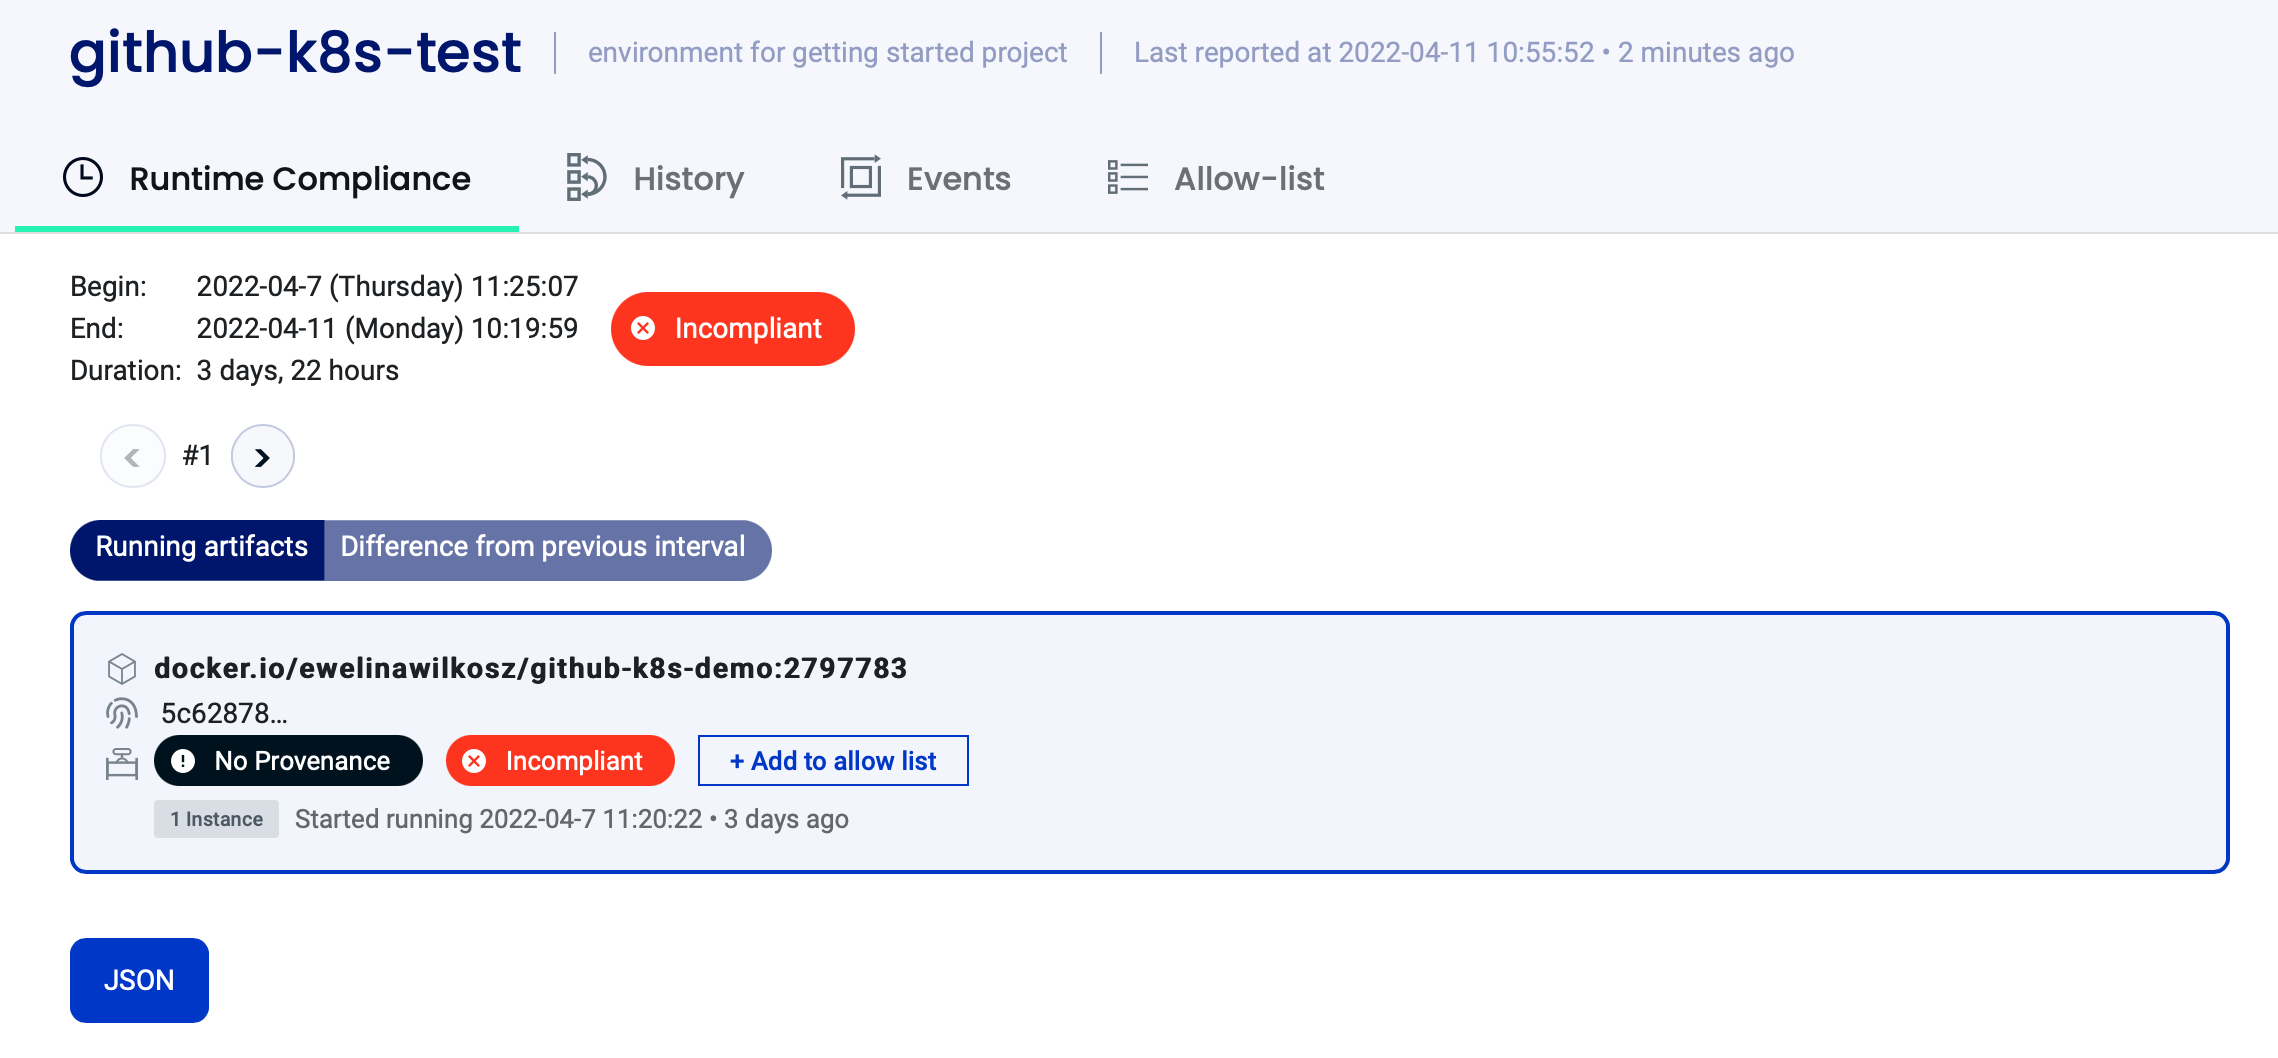 github-k8s-test environment for getting started project Last reported at 2022-04-11 10:55:52 • 2 minutes ago
Runtime Compliance History Events Allow-list
Begin: 2022-04-7 (Thursday) 11:25:07
End: 2022-04-11 (Monday) 10:19:59
Incompliant
Duration: 3 days, 22 hours
< #1 >
Running artifacts Difference from previous interval
docker.io/ewelinawilkosz/github-k8s-demo:2797783
5c62878...
No Provenance Incompliant + Add to allow list
1 Instance Started running 2022-04-7 11:20:22 • 3 days ago
JSON